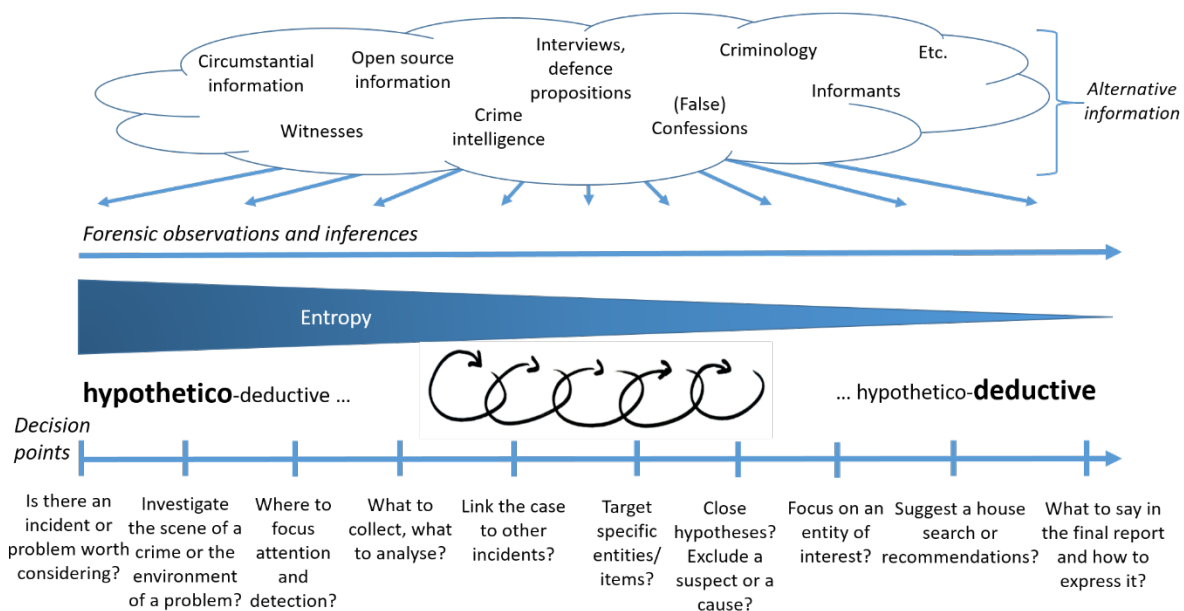 Circumstantial
information
Open source
information
Interviews,
defence
propositions
Criminology
Etc.
Witnesses
Crime
intelligence
(False)
Confessions
Informants
Alternative
information
Forensic observations and inferences
Entropy
hypothetico-deductive ...
... hypothetico-deductive
Decision
points
Is there an
incident or
problem worth
considering?
Investigate
the scene of a
crime or the
environment
of a problem?
Where to
focus
attention
and
detection?
What to
collect, what
to analyse?
Link the case
to other
incidents?
Target
specific
entities/
items?
Close
hypotheses?
Exclude a
suspect or a
cause?
Focus on an
entity of
interest?
Suggest a house
search or
recommendations?
What to say in
the final report
and how to
express it?